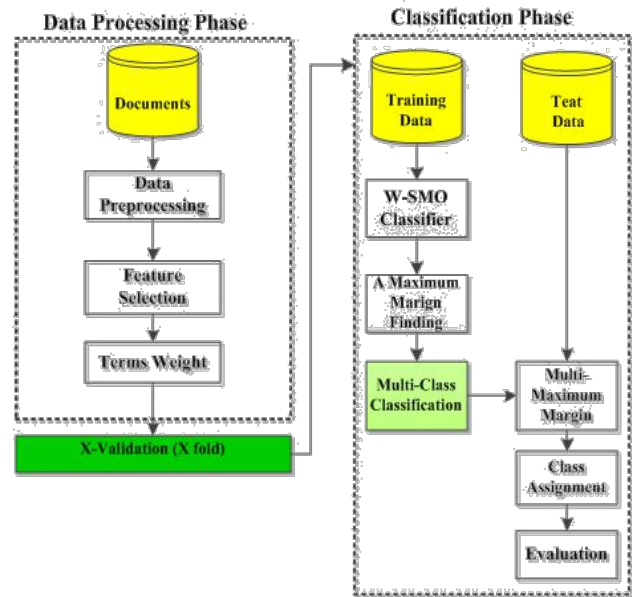 Data Processing Phase
Documents
Data
Preprocessing
Feature
Selection
Terms Weight
X-Validation (X fold)
Classification Phase
Training
Data
Teat
Data
W-SMO
Classifier
A Maximum
Marign
Finding
Multi-Class
Classification
Multi-
Maximum
Margin
Class
Assignment
Evaluation